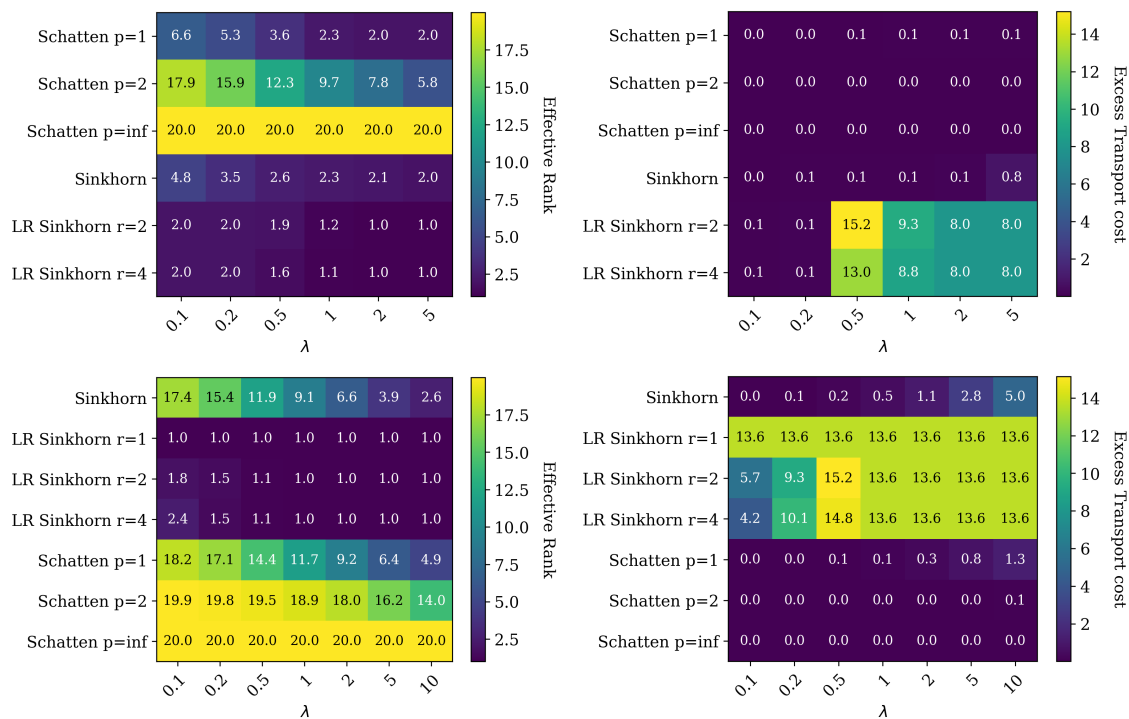 Schatten p=1 6.6 5.3 3.6 2.3 2.0 2.0
Schatten p=2 17.9 15.9 12.3 9.7 7.8 5.8
Schatten p=inf 20.0 20.0 20.0 20.0 20.0 20.0
Sinkhorn 4.8 3.5 2.6 2.3 2.1 2.0
LR Sinkhorn r=2 2.0 2.0 1.9 1.2 1.0 1.0
LR Sinkhorn r=4 2.0 2.0 1.6 1.1 1.0 1.0
0.1 0.2 0.5 1 2 5
λ
17.5
15.0
12.5
10.0
7.5
5.0
2.5
Effective Rank
Schatten p=1 0.0 0.0 0.1 0.1 0.1 0.1
Schatten p=2 0.0 0.0 0.0 0.0 0.0 0.0
Schatten p=inf 0.0 0.0 0.0 0.0 0.0 0.0
Sinkhorn 0.0 0.1 0.1 0.1 0.1 0.8
LR Sinkhorn r=2 0.1 0.1 15.2 9.3 8.0 8.0
LR Sinkhorn r=4 0.1 0.1 13.0 8.8 8.0 8.0
0.1 0.2 0.5 1 2 5
λ
14
12
10
8
6
4
2
Excess Transport cost
Sinkhorn 17.4 15.4 11.9 9.1 6.6 3.9 2.6
LR Sinkhorn r=1 1.0 1.0 1.0 1.0 1.0 1.0 1.0
LR Sinkhorn r=2 1.8 1.5 1.1 1.0 1.0 1.0 1.0
LR Sinkhorn r=4 2.4 1.5 1.1 1.0 1.0 1.0 1.0
Schatten p=1 18.2 17.1 14.4 11.7 9.2 6.4 4.9
Schatten p=2 19.9 19.8 19.5 18.9 18.0 16.2 14.0
Schatten p=inf 20.0 20.0 20.0 20.0 20.0 20.0 20.0
0.1 0.2 0.5 1 2 5 10
λ
17.5
15.0
12.5
10.0
7.5
5.0
2.5
Effective Rank
Sinkhorn 0.0 0.1 0.2 0.5 1.1 2.8 5.0
LR Sinkhorn r=1 13.6 13.6 13.6 13.6 13.6 13.6 13.6
LR Sinkhorn r=2 5.7 9.3 15.2 13.6 13.6 13.6 13.6
LR Sinkhorn r=4 4.2 10.1 14.8 13.6 13.6 13.6 13.6
Schatten p=1 0.0 0.0 0.1 0.1 0.3 0.8 1.3
Schatten p=2 0.0 0.0 0.0 0.0 0.0 0.0 0.1
Schatten p=inf 0.0 0.0 0.0 0.0 0.0 0.0 0.0
0.1 0.2 0.5 1 2 5 10
λ
14
12
10
8
6
4
2
Excess Transport cost